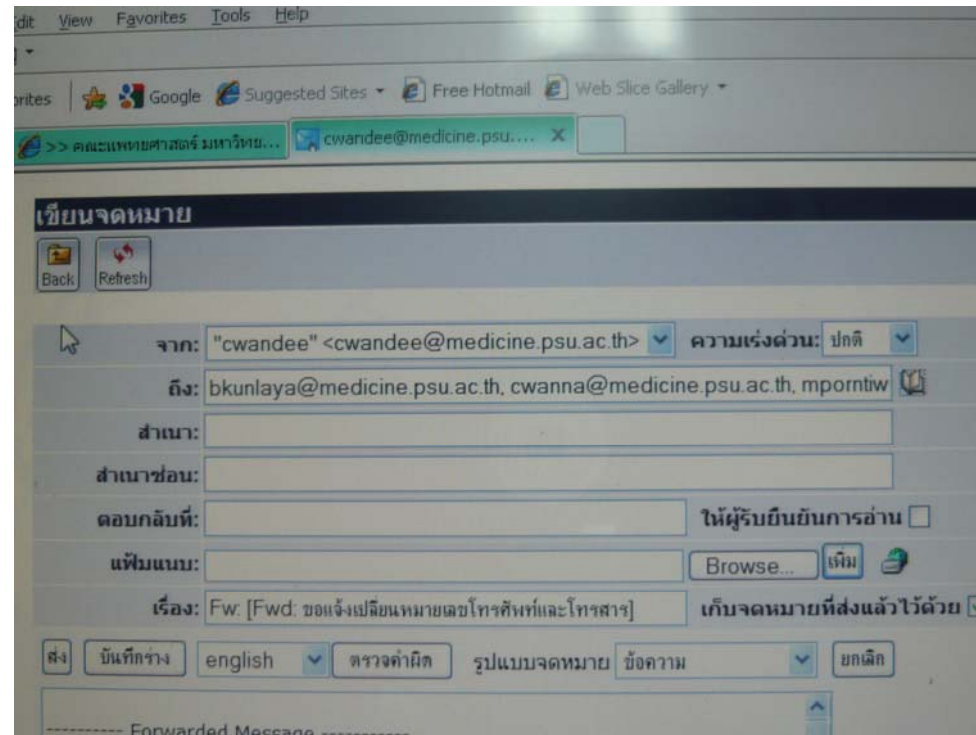 View Favorites Tools Help
Google Suggested Sites Free Hotmail Web Slice Gallery
>> คณะแพทยศาสตร์ มหาวิทย... cwandee@medicine.psu.... X
เขียนจดหมาย
Back Refresh
จาก: "cwandee" <cwandee@medicine.psu.ac.th> ความเร่งด่วน: ปกติ
ถึง: bkunlaya@medicine.psu.ac.th, cwanna@medicine.psu.ac.th, mporntiw
สำเนา:
สำเนาซ่อน:
ตอบกลับที่: ให้ผู้รับยืนยันการอ่าน
แฟ้มแนบ: Browse... เพิ่ม
เรื่อง: Fw: [Fwd: ขอแจ้งเปลี่ยนหมายเลขโทรศัพท์และโทรสาร] เก็บจดหมายที่ส่งแล้วไว้ด้วย
ส่ง บันทึกร่าง english ตรวจคำผิด รูปแบบจดหมาย ข้อความ ยกเลิก
---------- Forwarded Message -----------